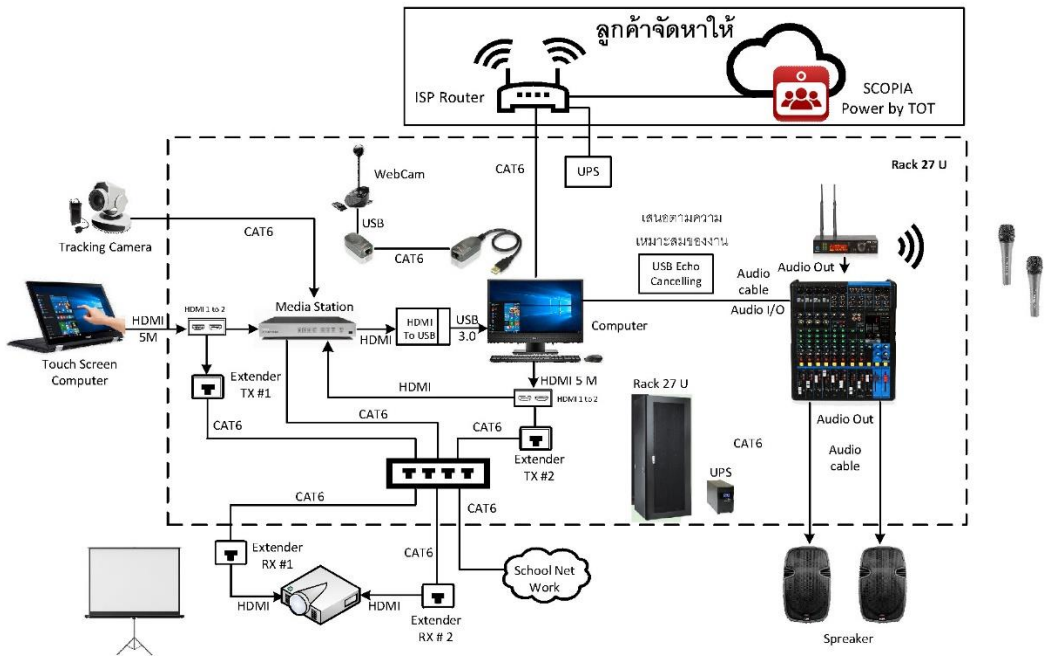 ลูกค้าจัดหาให้
ISP Router
SCOPIA
Power by TOT
CAT6
UPS
Rack 27 U
WebCam
USB
CAT6
Tracking Camera
CAT6
เสนอตามความ
เหมาะสมของงาน
USB Echo
Cancelling
Audio
cable
Audio Out
Audio I/O
Touch Screen
Computer
HDMI
5M
HDMI 1 to 2
Media Station
HDMI
HDMI
To USB
USB
3.0
Computer
Extender
TX #1
HDMI
HDMI 5 M
HDMI 1 to 2
CAT6
CAT6
CAT6
Extender
TX #2
Rack 27 U
CAT6
UPS
Audio Out
Audio
cable
CAT6
CAT6
Extender
RX #1
CAT6
School Net
Work
HDMI
HDMI
Extender
RX # 2
Spreaker